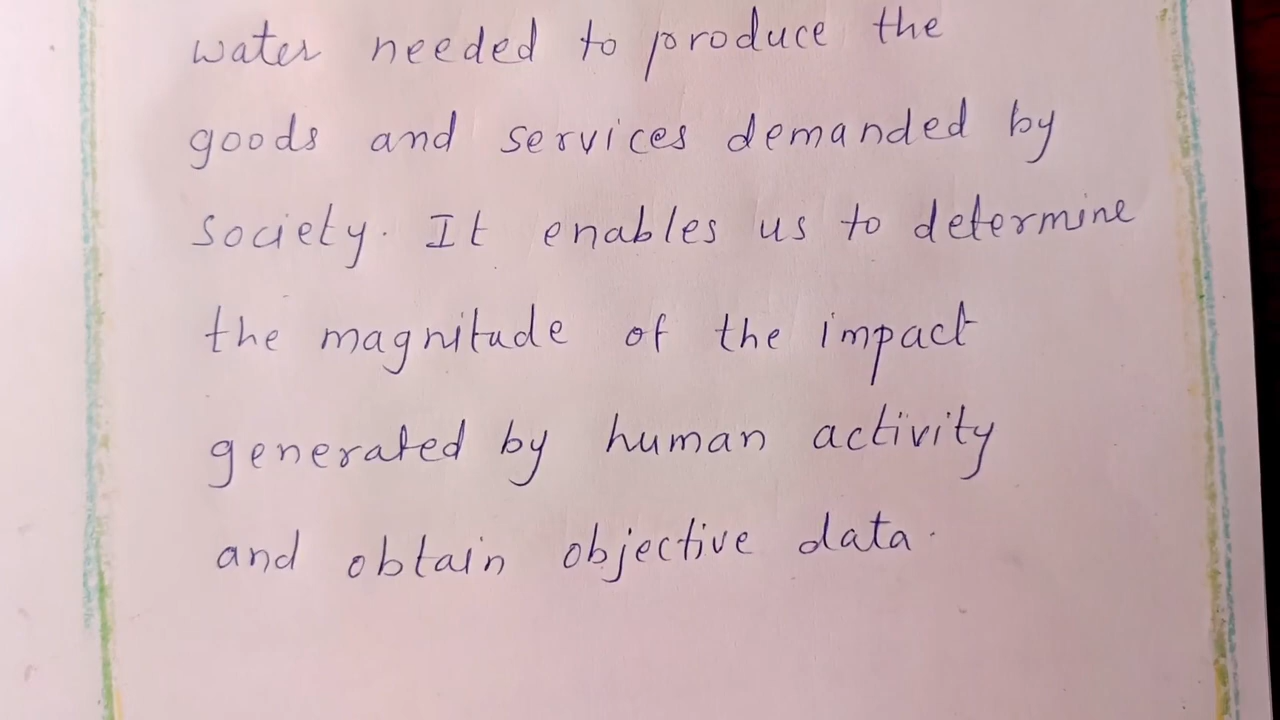 water needed to produce the
goods and services demanded by
society. It enables us to determine
the magnitude of the impact
generated by human activity
and obtain objective data.